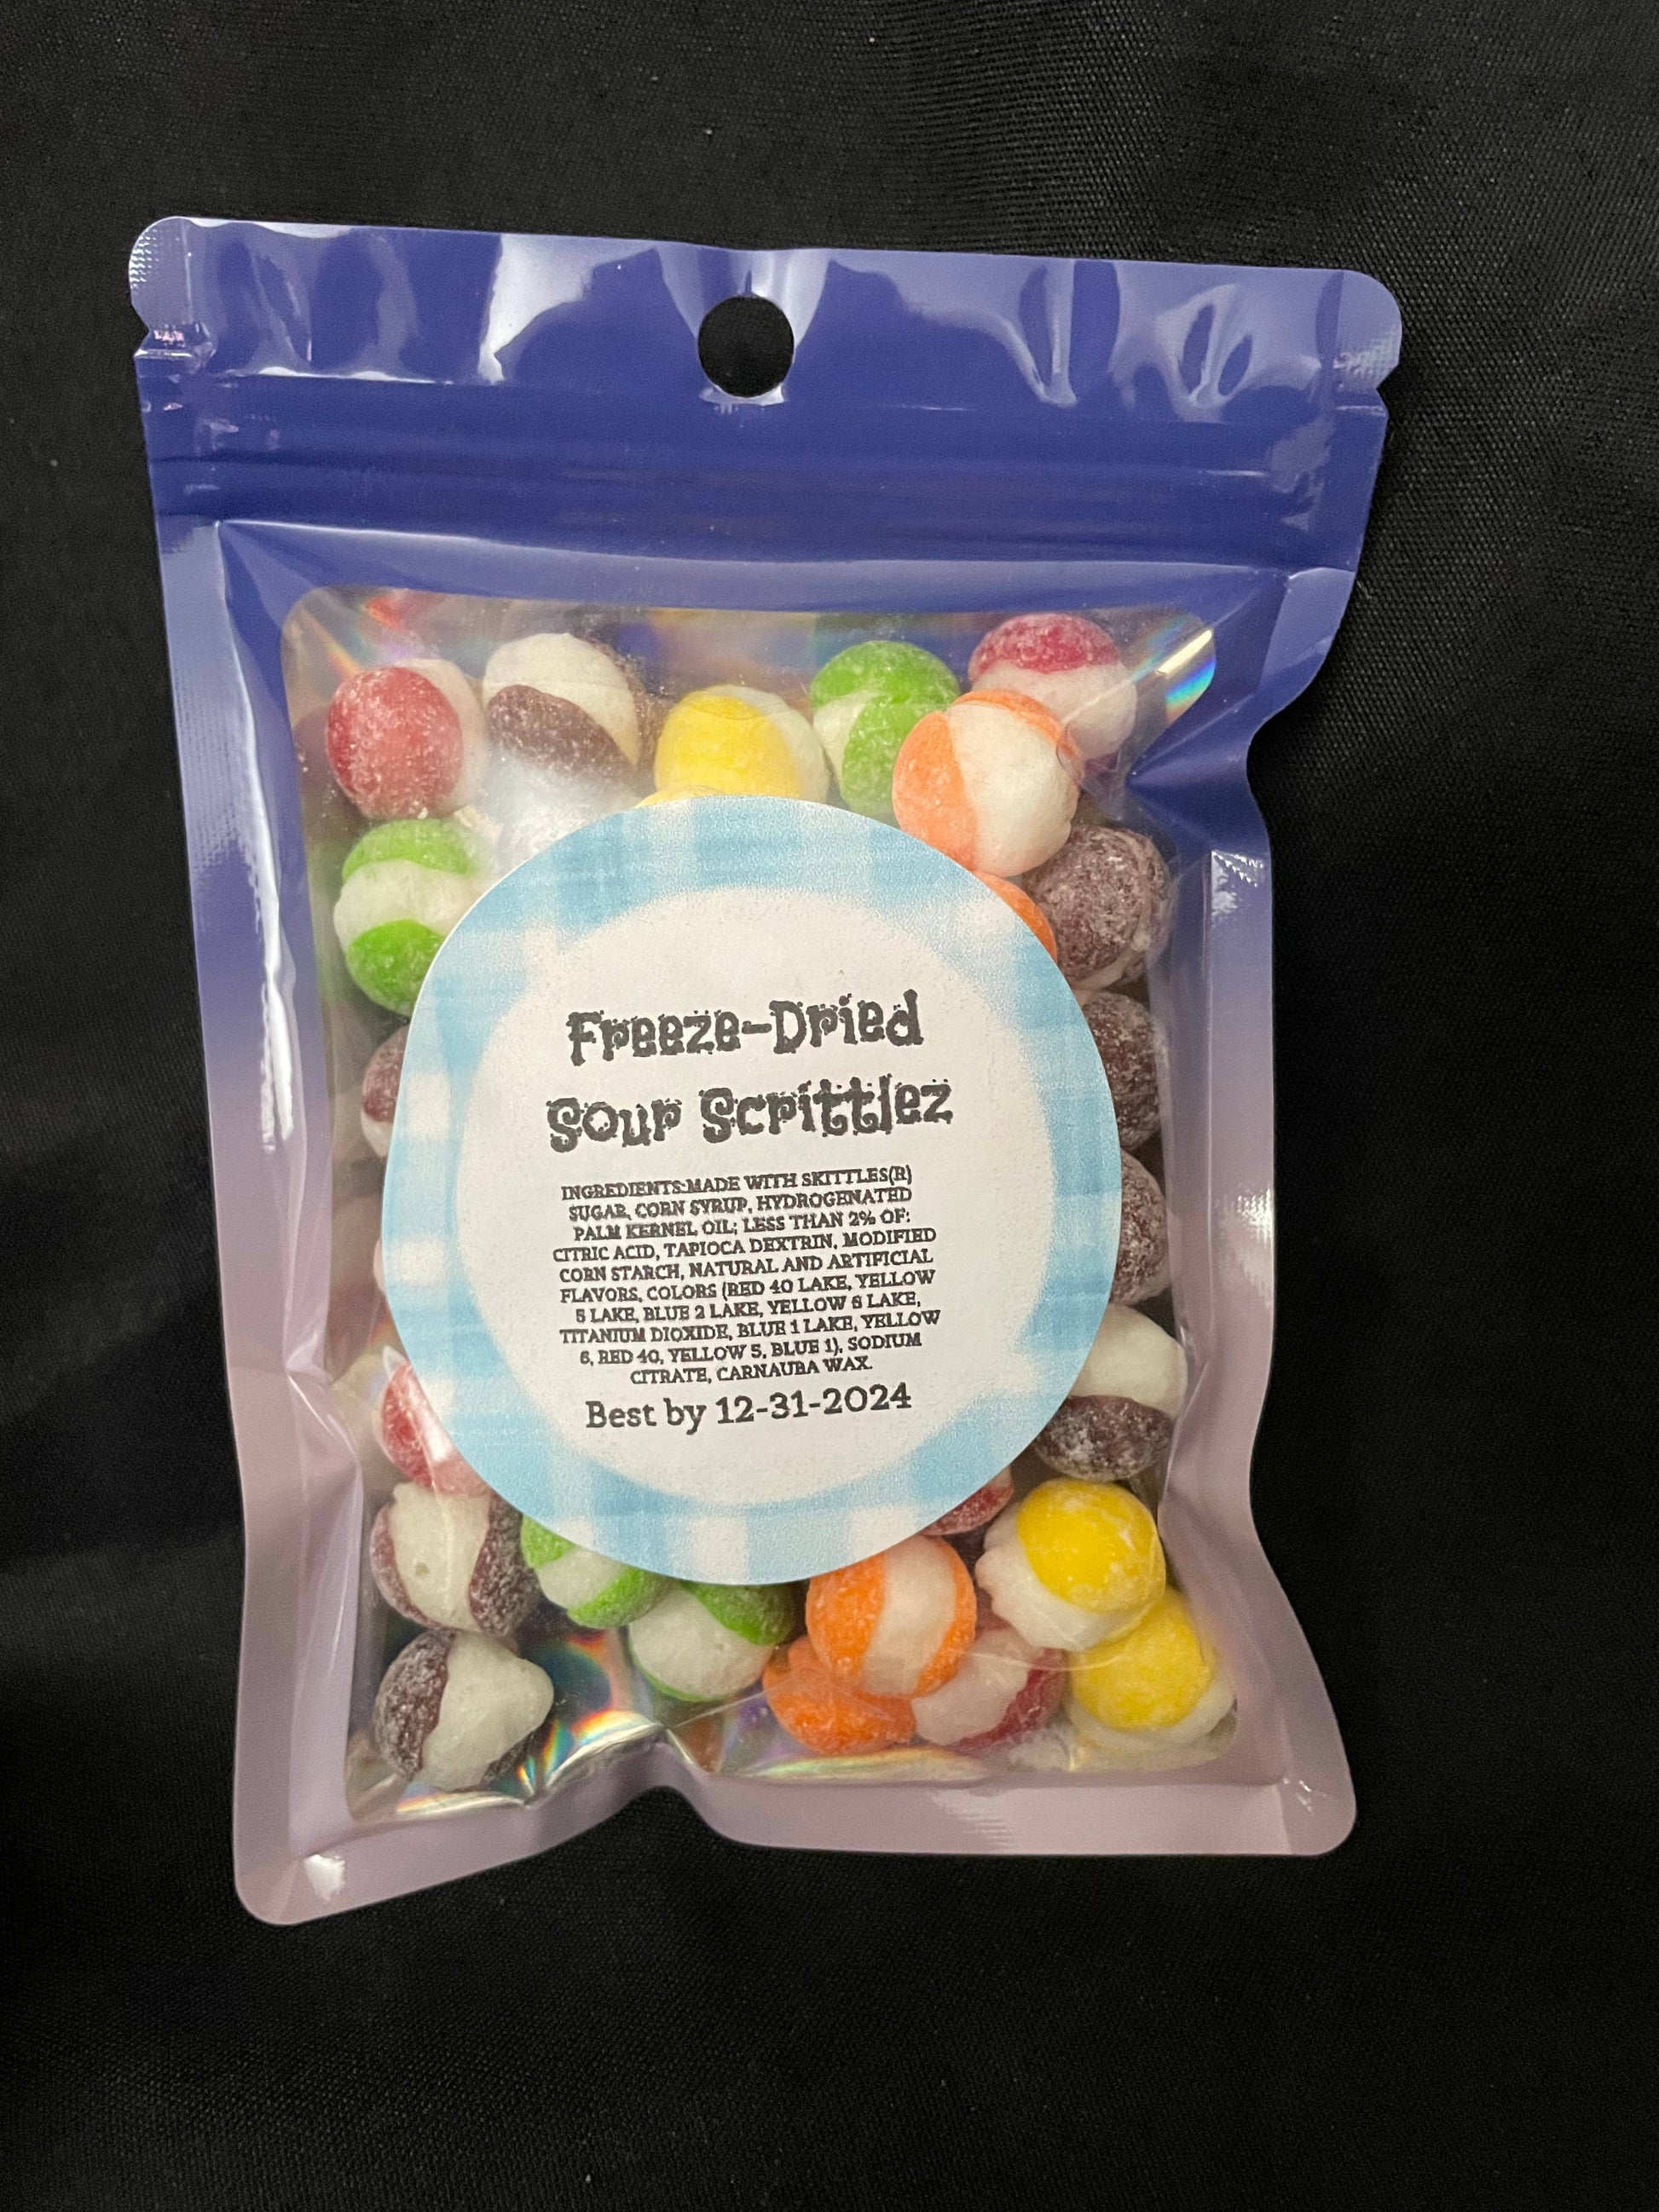 Freeze-Dried
Sour Scrittlez
INGREDIENTS:MADE WITH SKITTLES(R)
SUGAR, CORN SYRUP, HYDROGENATED
PALM KERNEL OIL; LESS THAN 2% OF:
CITRIC ACID, TAPIOCA DEXTRIN, MODIFIED
CORN STARCH, NATURAL AND ARTIFICIAL
FLAVORS, COLORS (RED 40 LAKE, YELLOW
5 LAKE, BLUE 2 LAKE, YELLOW 6 LAKE,
TITANIUM DIOXIDE, BLUE 1 LAKE, YELLOW
6, RED 40, YELLOW 5, BLUE 1), SODIUM
CITRATE, CARNAUBA WAX.
Best by 12-31-2024